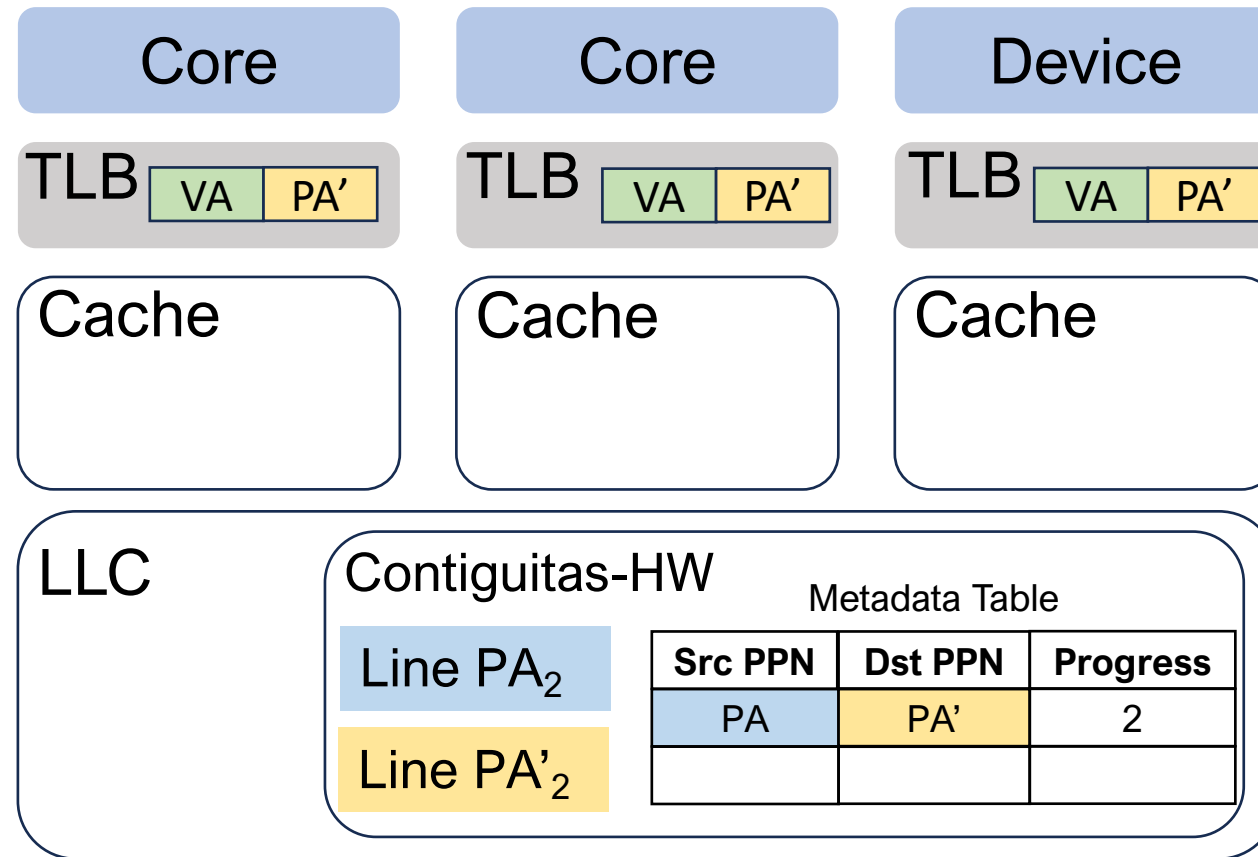 Core Core Device
TLB VA PA’ TLB VA PA’ TLB VA PA’
Cache Cache Cache
LLC
Contiguitas-HW
Metadata Table
Line PA₂
Line PA’₂
Src PPN Dst PPN Progress
PA PA' 2